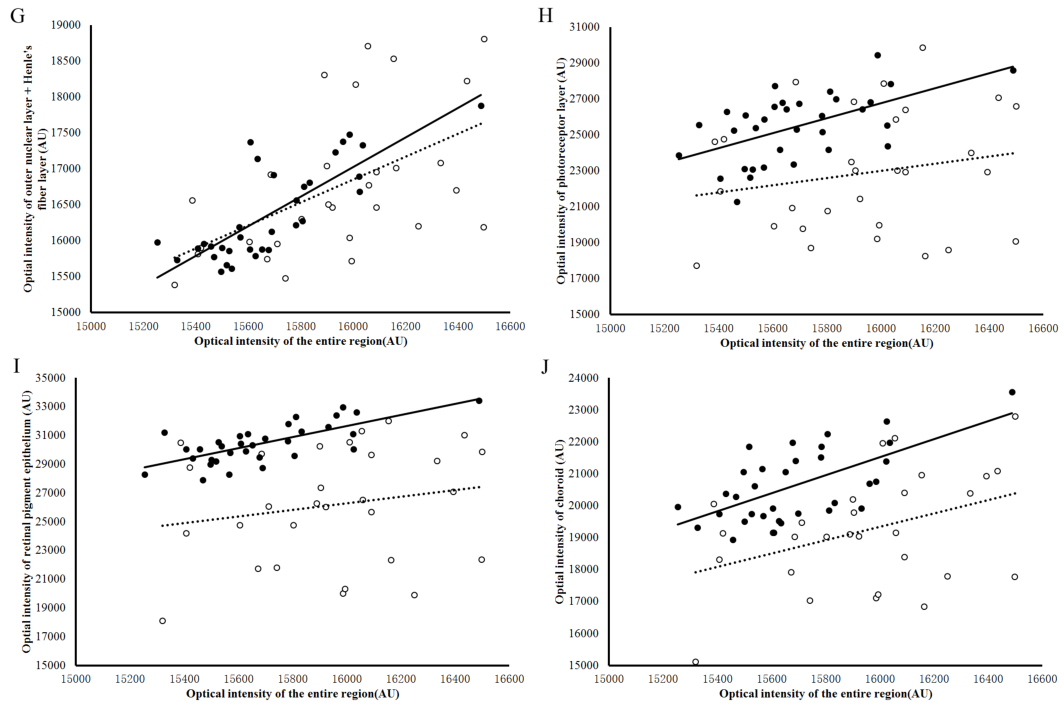 G
Optial intensity of outer nuclear layer + Henle's
fiber layer (AU)
19000
18500
18000
17500
17000
16500
16000
15500
15000
15000 15200 15400 15600 15800 16000 16200 16400 16600
Optical intensity of the entire region(AU)
H
Optial intensity of photoreceptor layer (AU)
31000
29000
27000
25000
23000
21000
19000
17000
15000
15000 15200 15400 15600 15800 16000 16200 16400 16600
Optical intensity of the entire region(AU)
I
Optial intensity of retinal pigment epithelium (AU)
35000
33000
31000
29000
27000
25000
23000
21000
19000
17000
15000
15000 15200 15400 15600 15800 16000 16200 16400 16600
Optical intensity of the entire region(AU)
J
Optial intensity of choroid (AU)
24000
23000
22000
21000
20000
19000
18000
17000
16000
15000
15000 15200 15400 15600 15800 16000 16200 16400 16600
Optical intensity of the entire region(AU)